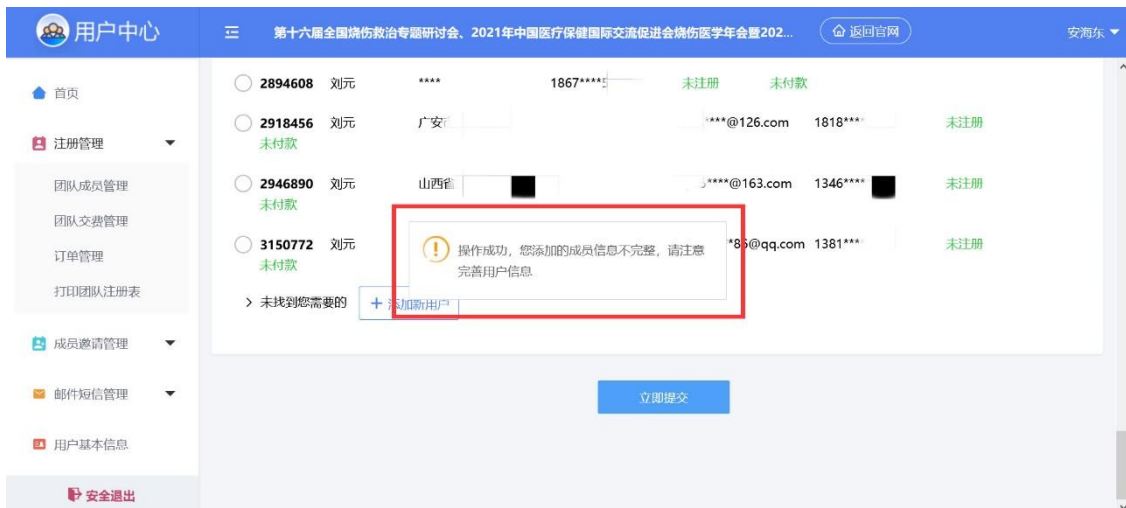 用户中心
第十六届全国烧伤救治专题研讨会、2021年中国医疗保健国际交流促进会烧伤医学年会暨202...
返回官网
安海东
首页
注册管理
团队成员管理
团队交费管理
订单管理
打印团队注册表
成员邀请管理
邮件短信管理
用户基本信息
安全退出
2894608 刘元 **** 1867****5 未注册 未付款
2918456 刘元 广安 ****@126.com 1818**** 未注册
未付款
2946890 刘元 山西省 ****@163.com 1346**** 未注册
未付款
3150772 刘元 **86@qq.com 1381*** 未注册
未付款
操作成功，您添加的成员信息不完整，请注意
完善用户信息
未找到您需要的 + 添加新用户
立即提交